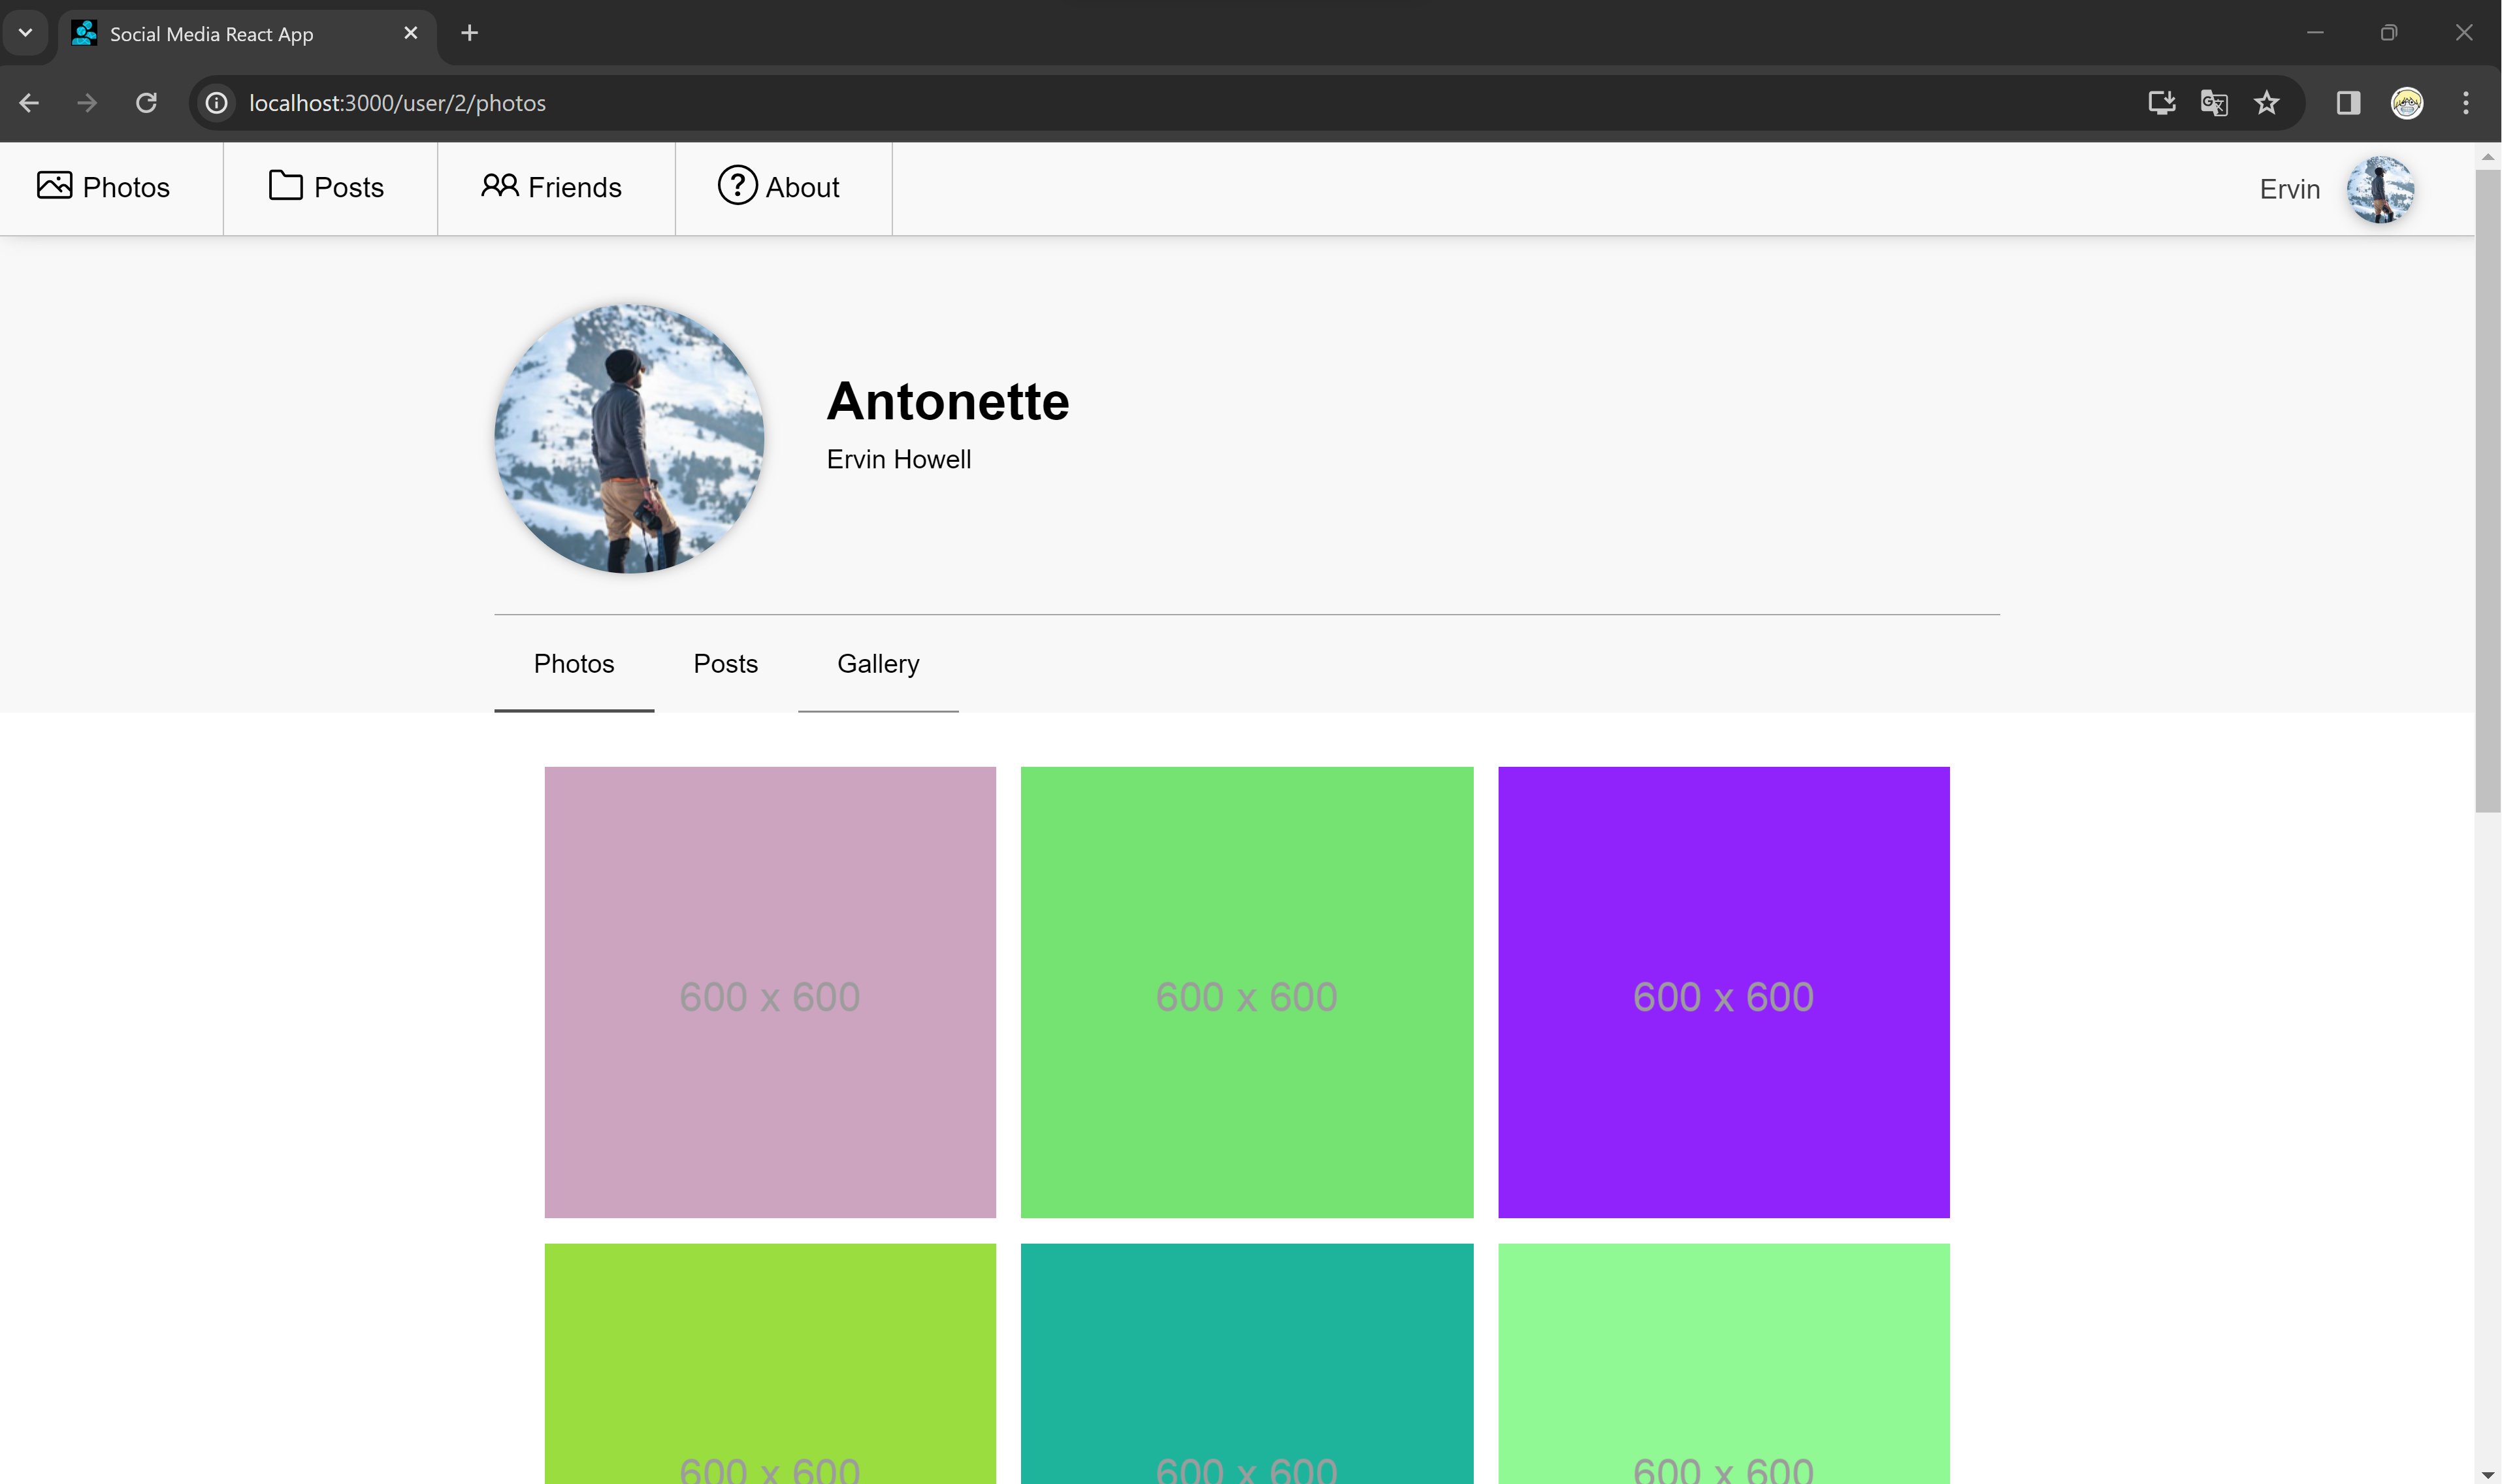 Social Media React App
localhost:3000/user/2/photos
Photos
Posts
Friends
About
Ervin
Antonette
Ervin Howell
Photos
Posts
Gallery
600 x 600
600 x 600
600 x 600
600 x 600
600 x 600
600 x 600